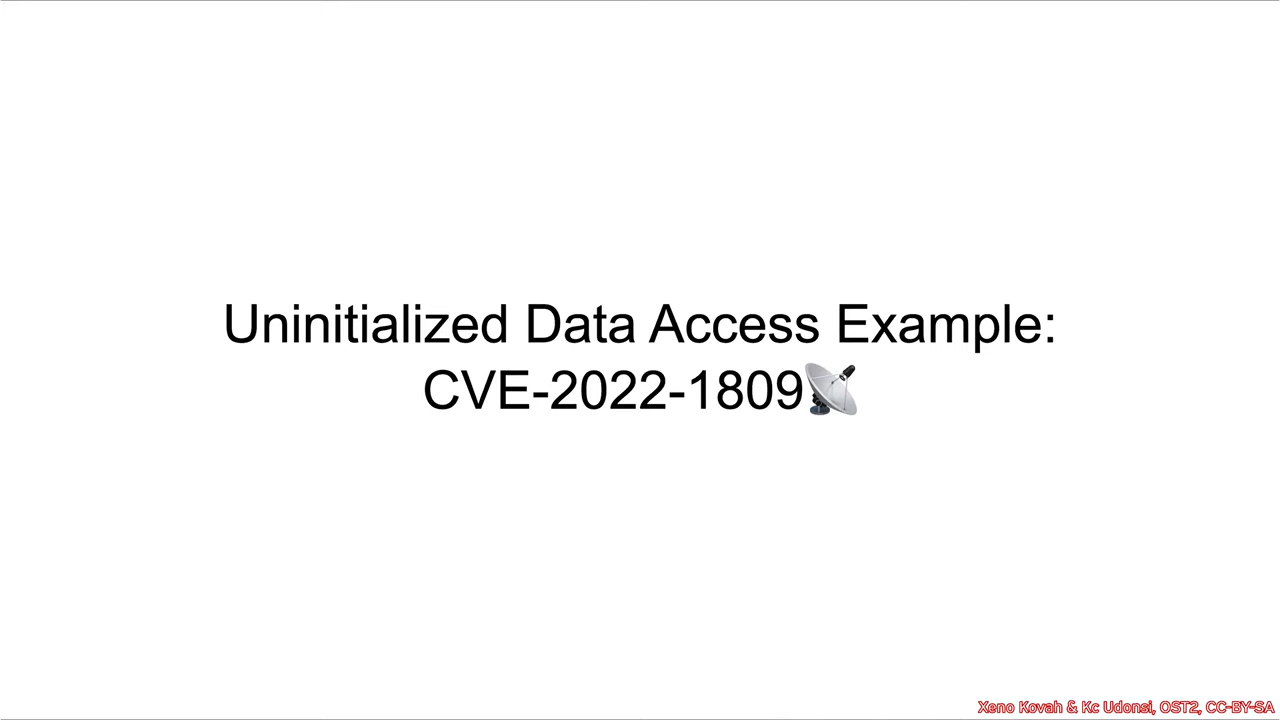 Uninitialized Data Access Example:
CVE-2022-1809📡
Xeno Kovah & Kc Udonsi, OST2, CC-BY-SA